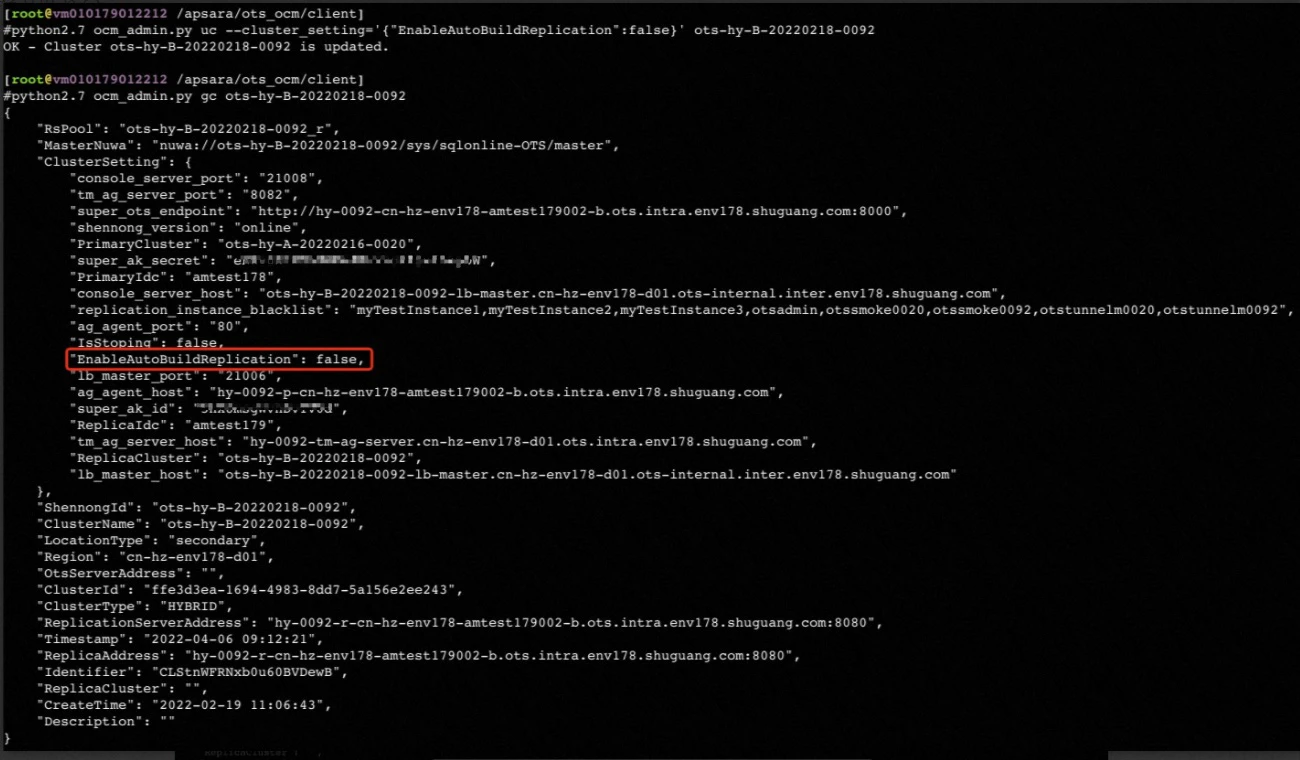 [root@vm010179012212 /apsara/ots_ocm/client]
#python2.7 ocm_admin.py uc --cluster_setting='{"EnableAutoBuildReplication":false}' ots-hy-B-20220218-0092
OK - Cluster ots-hy-B-20220218-0092 is updated.
[root@vm010179012212 /apsara/ots_ocm/client]
#python2.7 ocm_admin.py gc ots-hy-B-20220218-0092
{
"RsPool": "ots-hy-B-20220218-0092_r",
"MasterNuwa": "nuwa://ots-hy-B-20220218-0092/sys/sqlonline-OTS/master",
"ClusterSetting": {
"console_server_port": "21008",
"tm_ag_server_port": "8082",
"super_ots_endpoint": "http://hy-0092-cn-hz-env178-amtest179002-b.ots.intra.env178.shuguang.com:8000",
"shennong_version": "online",
"PrimaryCluster": "ots-hy-A-20220216-0020",
"super_ak_secret":
"PrimaryIdc": "amtest178",
"console_server_host": "ots-hy-B-20220218-0092-lb-master.cn-hz-env178-d01.ots-internal.inter.env178.shuguang.com",
"replication_instance_blacklist": "myTestInstance1,myTestInstance2,myTestInstance3,otsadmin,otssmoke0020,otssmoke0092,otstunnelm0020,otstunnelm0092",
"ag_agent_port": "80",
"IsStoping": false,
"EnableAutoBuildReplication": false,
"lb_master_port": "21006",
"ag_agent_host": "hy-0092-p-cn-hz-env178-amtest179002-b.ots.intra.env178.shuguang.com",
"super_ak_id":
"ReplicaIdc": "amtest179",
"tm_ag_server_host": "hy-0092-tm-ag-server.cn-hz-env178-d01.ots.intra.env178.shuguang.com",
"ReplicaCluster": "ots-hy-B-20220218-0092",
"lb_master_host": "ots-hy-B-20220218-0092-lb-master.cn-hz-env178-d01.ots-internal.inter.env178.shuguang.com"
},
"ShennongId": "ots-hy-B-20220218-0092",
"ClusterName": "ots-hy-B-20220218-0092",
"LocationType": "secondary",
"Region": "cn-hz-env178-d01",
"OtsServerAddress": "",
"ClusterId": "ffe3d3ea-1694-4983-8dd7-5a156e2ee243",
"ClusterType": "HYBRID",
"ReplicationServerAddress": "hy-0092-r-cn-hz-env178-amtest179002-b.ots.intra.env178.shuguang.com:8080",
"Timestamp": "2022-04-06 09:12:21",
"ReplicaAddress": "hy-0092-r-cn-hz-env178-amtest179002-b.ots.intra.env178.shuguang.com:8080",
"Identifier": "CLStnWFRNxb0u60BVDewB",
"ReplicaCluster": "",
"CreateTime": "2022-02-19 11:06:43",
"Description": ""
}